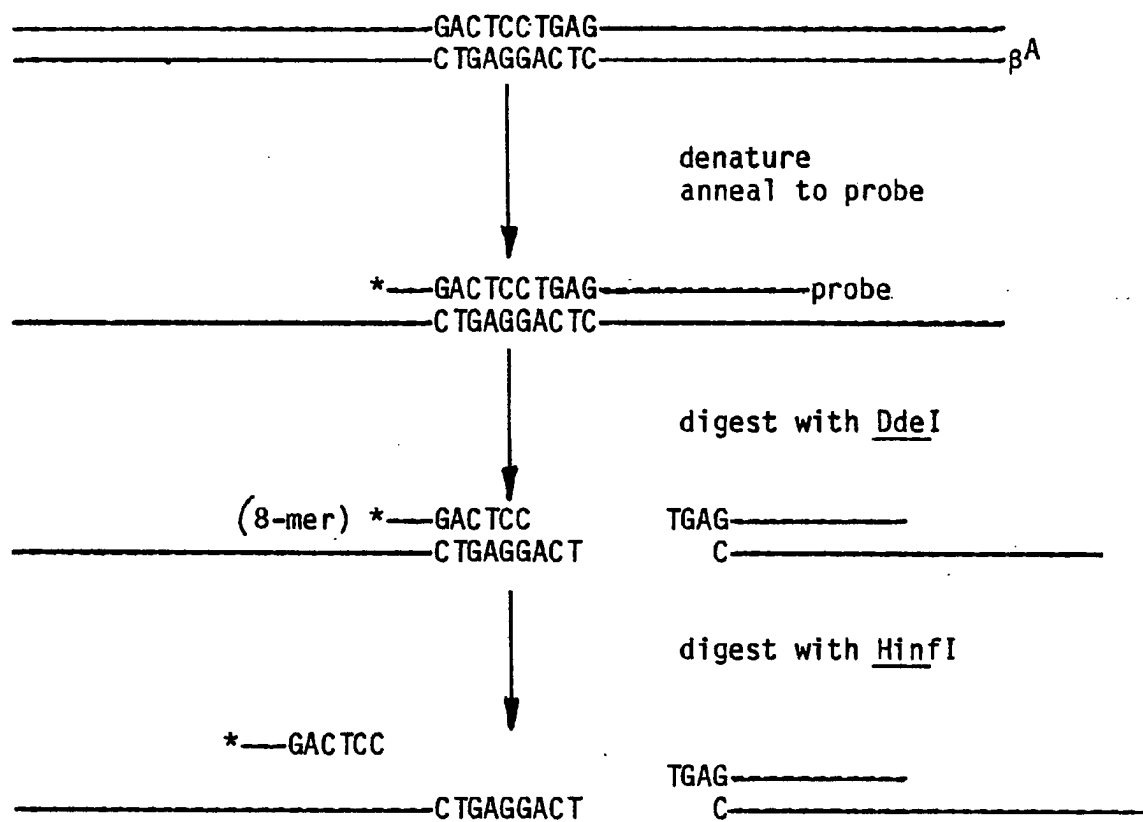 GACTCCTGAG
CTGAGGACTC βA
denature
anneal to probe
*GACTCCTGAG probe
CTGAGGACTC
digest with DdeI
(8-mer) *GACTCC TGAG
CTGAGGACT C
digest with HinfI
*GACTCC
TGAG
CTGAGGACT C